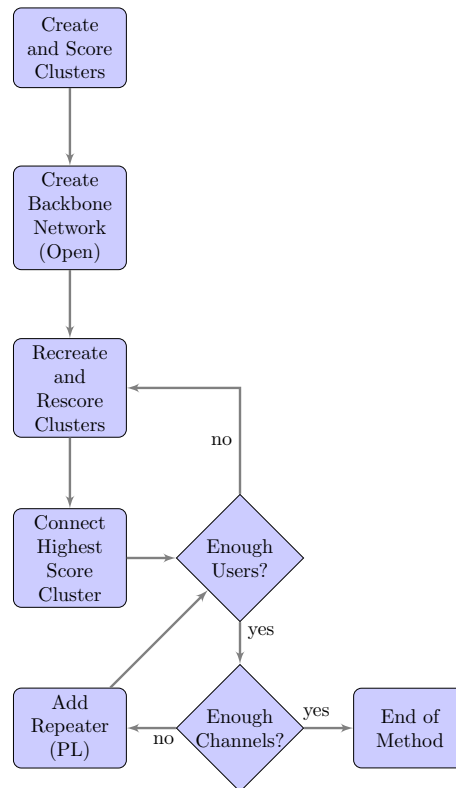 Create
and Score
Clusters
Create
Backbone
Network
(Open)
Recreate
and
Rescore
Clusters
no
Connect
Highest
Score
Cluster
Enough
Users?
yes
Add
Repeater
(PL)
no
Enough
Channels?
yes
End of
Method